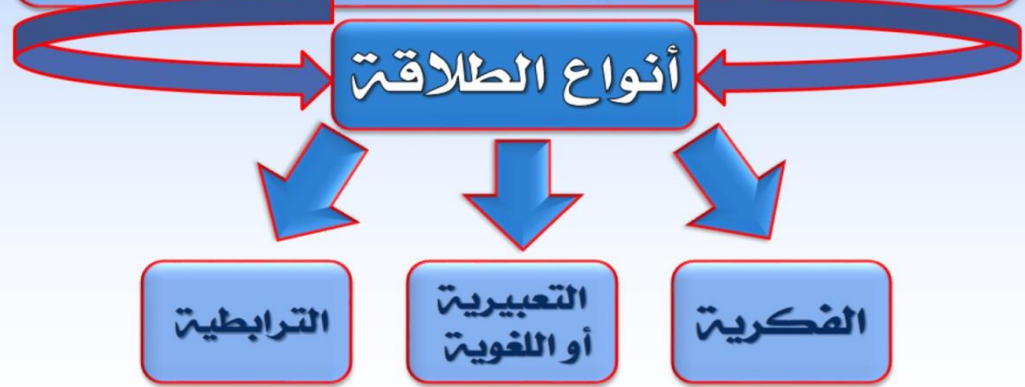 أنواع الطلاقة
الفكرية
التعبيرية
أو اللغوية
الترابطية